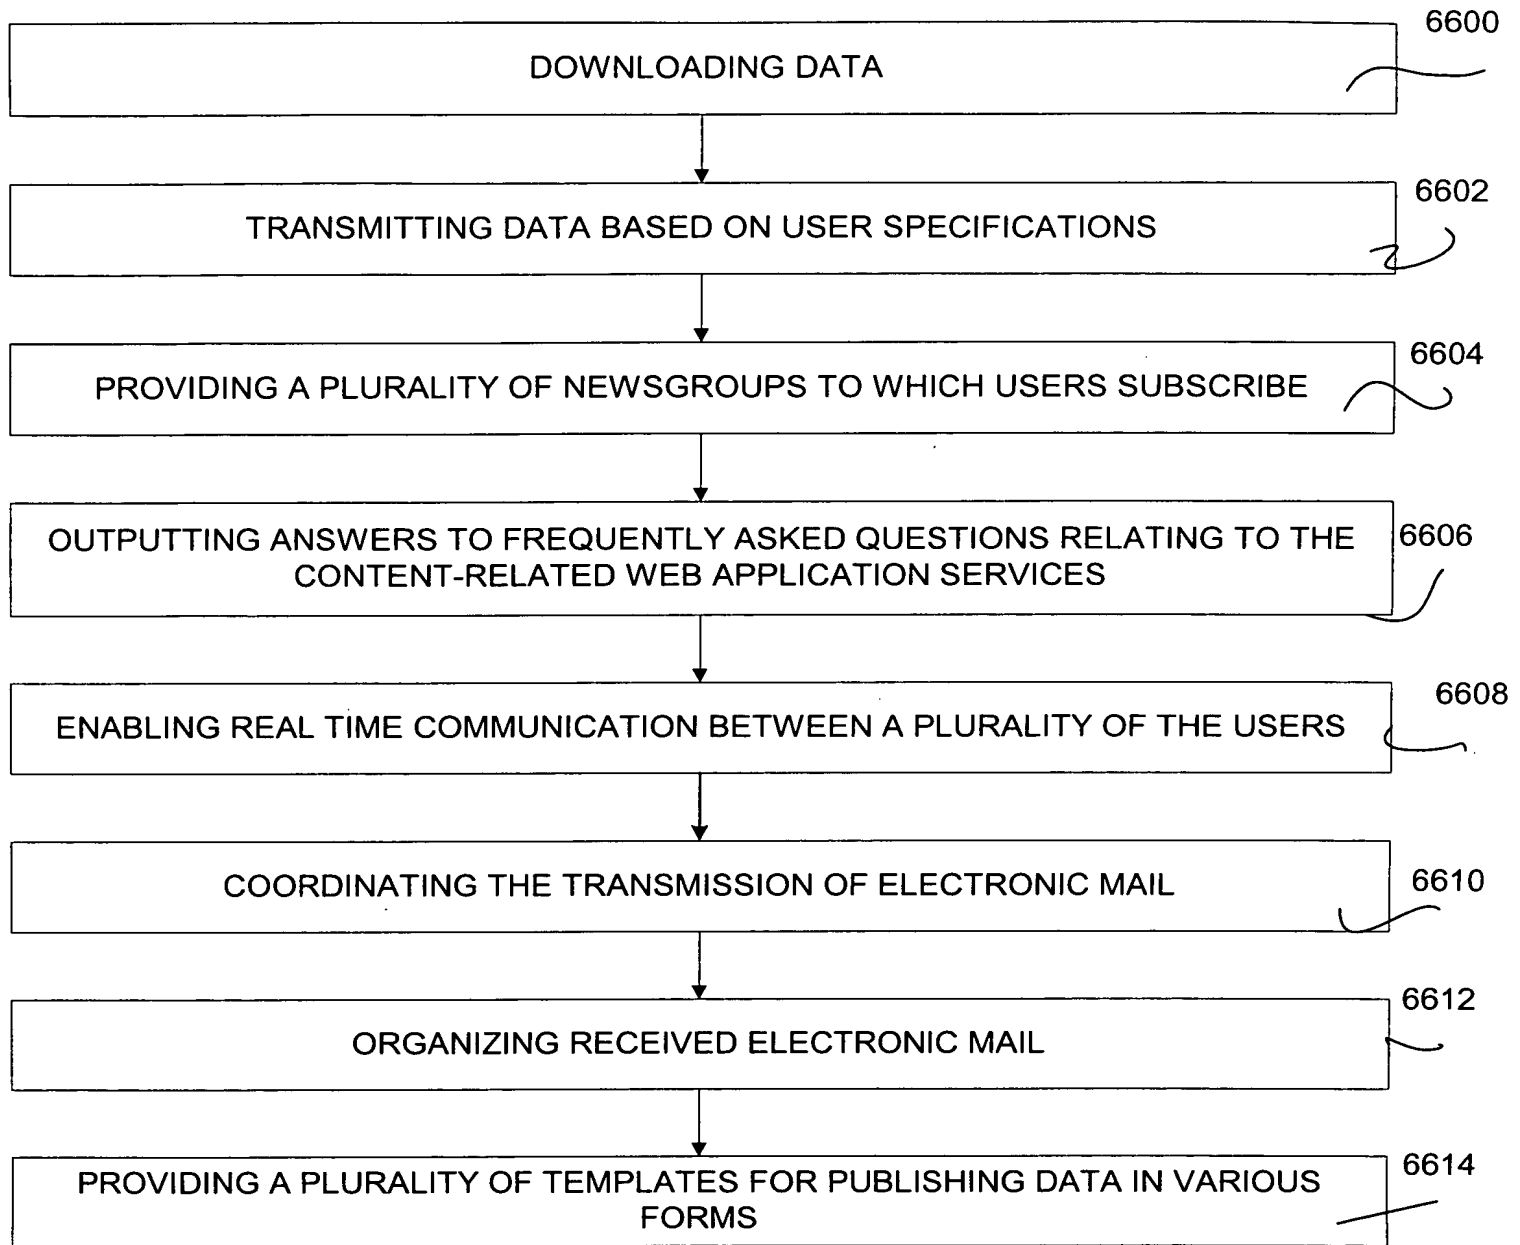 6600
DOWNLOADING DATA
6602
TRANSMITTING DATA BASED ON USER SPECIFICATIONS
6604
PROVIDING A PLURALITY OF NEWSGROUPS TO WHICH USERS SUBSCRIBE
6606
OUTPUTTING ANSWERS TO FREQUENTLY ASKED QUESTIONS RELATING TO THE
CONTENT-RELATED WEB APPLICATION SERVICES
6608
ENABLING REAL TIME COMMUNICATION BETWEEN A PLURALITY OF THE USERS
6610
COORDINATING THE TRANSMISSION OF ELECTRONIC MAIL
6612
ORGANIZING RECEIVED ELECTRONIC MAIL
6614
PROVIDING A PLURALITY OF TEMPLATES FOR PUBLISHING DATA IN VARIOUS
FORMS